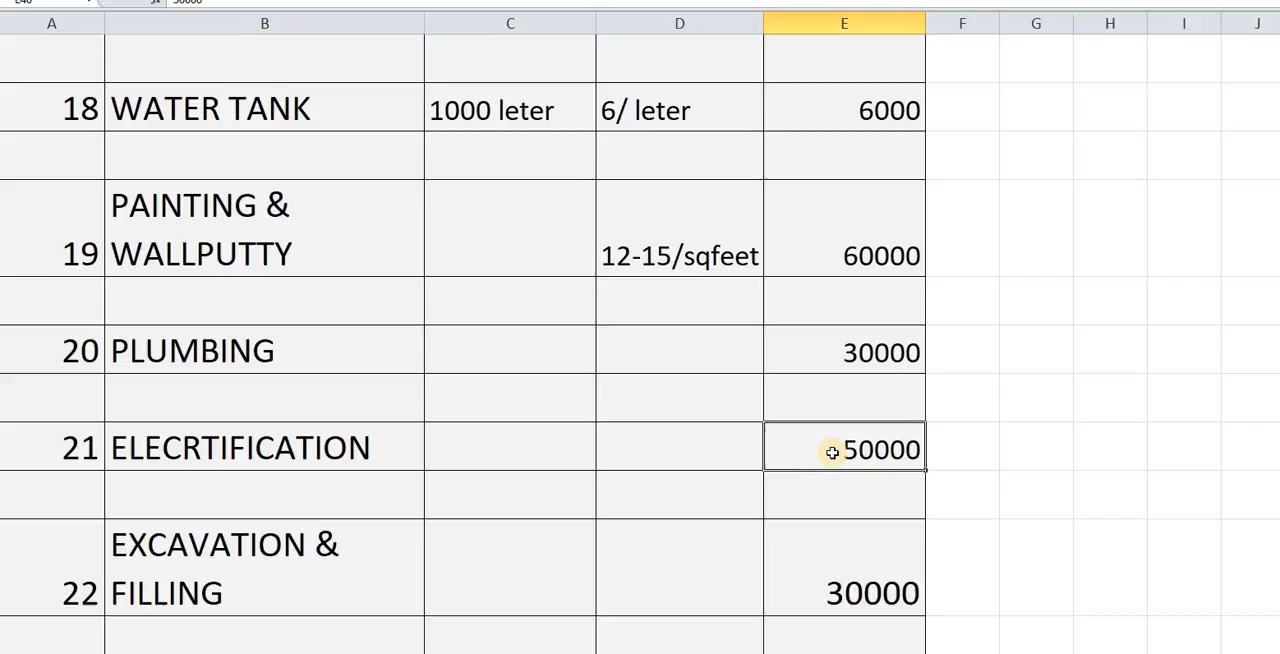 A B C D E F G H I J
18 WATER TANK 1000 leter 6/ leter 6000
PAINTING &
19 WALLPUTTY 12-15/sqfeet 60000
20 PLUMBING 30000
21 ELECRTIFICATION 50000
EXCAVATION &
22 FILLING 30000